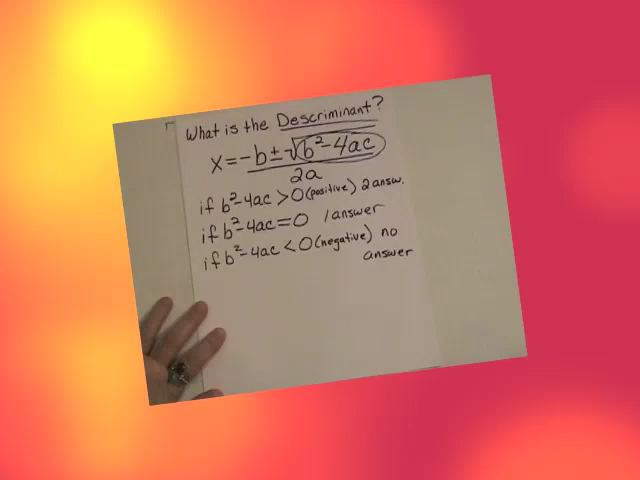 What is the Descriminant?
x = -b ± √b²-4ac
2a
if b²-4ac > 0 (positive) 2 answ.
if b²-4ac = 0 1 answer
if b²-4ac < 0 (negative) no
answer